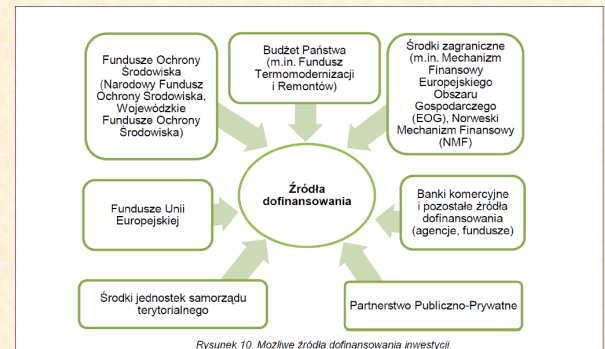 Fundusze Ochrony
Środowiska
(Narodowy Fundusz
Ochrony Środowiska,
Wojewódzkie
Fundusze Ochrony
Środowiska)
Budżet Państwa
(m.in. Fundusz
Termomodernizacji
i Remontów)
Środki zagraniczne
(m.in. Mechanizm
Finansowy
Europejskiego
Obszaru
Gospodarczego
(EOG), Norweski
Mechanizm Finansowy
(NMF)
Źródła
dofinansowania
Fundusze Unii
Europejskiej
Banki komercyjne
i pozostałe źródła
dofinansowania
(agencje, fundusze)
Środki jednostek samorządu
terytorialnego
Partnerstwo Publiczno-Prywatne
Rysunek 10. Możliwe źródła dofinansowania inwestycji.